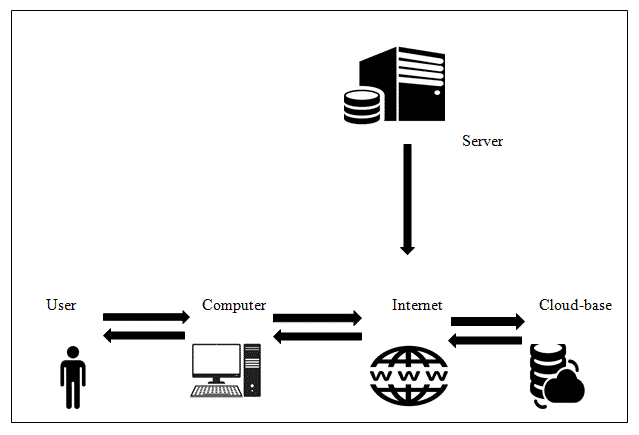 Server
User
Computer
Internet
Cloud-base
WWW